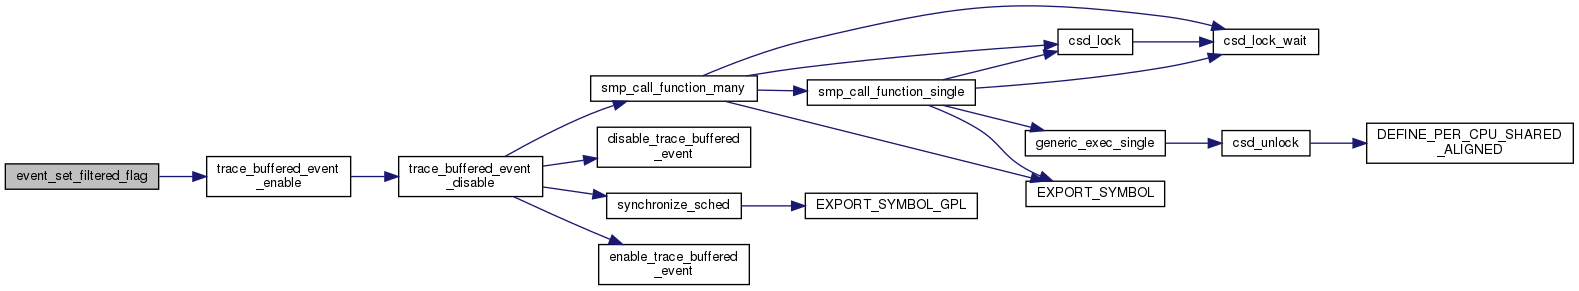 event_set_filtered_flag
trace_buffered_event
_enable
trace_buffered_event
_disable
smp_call_function_many
disable_trace_buffered
_event
synchronize_sched
enable_trace_buffered
_event
smp_call_function_single
EXPORT_SYMBOL_GPL
csd_lock
generic_exec_single
EXPORT_SYMBOL
csd_lock_wait
csd_unlock
DEFINE_PER_CPU_SHARED
_ALIGNED